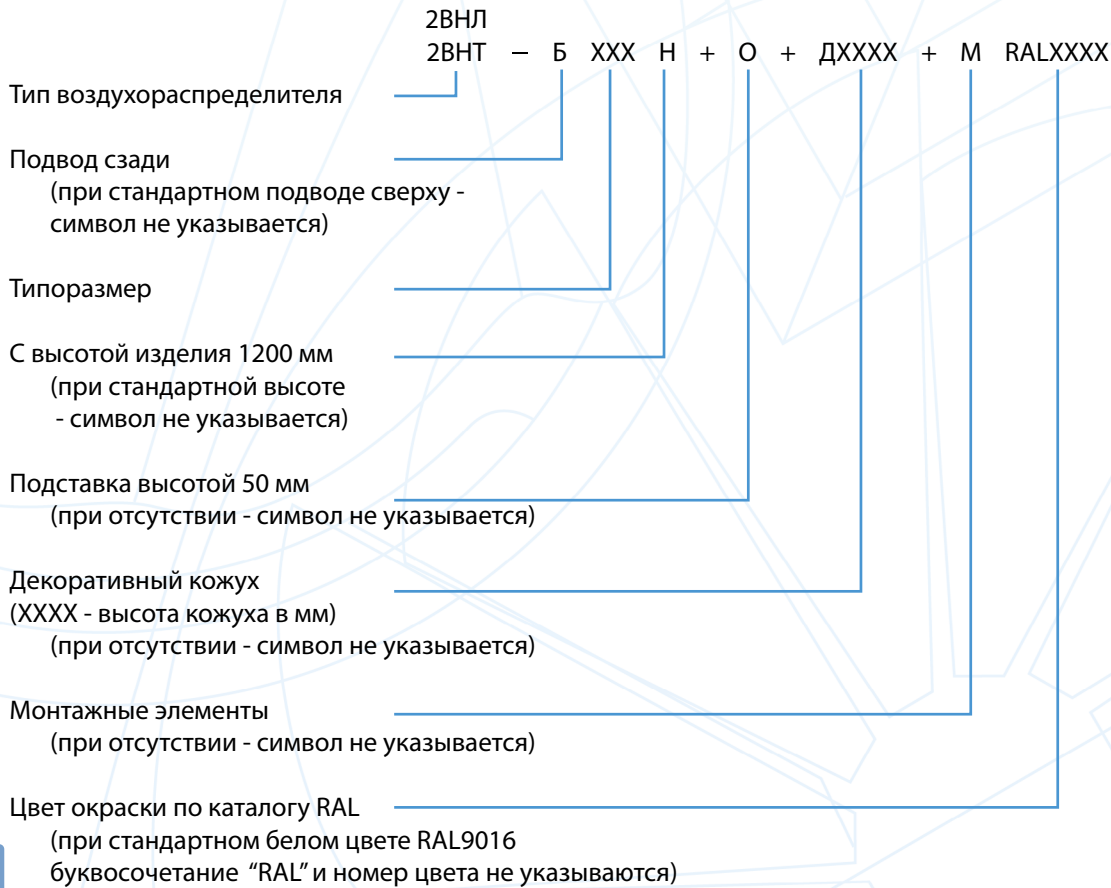 2ВНЛ
2ВНТ – Б ХХХ Н + О + ДХХХХ + М RALXXXX
Тип воздухораспределителя
Подвод сзади
(при стандартном подводе сверху -
символ не указывается)
Типоразмер
С высотой изделия 1200 мм
(при стандартной высоте
- символ не указывается)
Подставка высотой 50 мм
(при отсутствии - символ не указывается)
Декоративный кожух
(ХХХХ - высота кожуха в мм)
(при отсутствии - символ не указывается)
Монтажные элементы
(при отсутствии - символ не указывается)
Цвет окраски по каталогу RAL
(при стандартном белом цвете RAL9016
буквосочетание “RAL” и номер цвета не указываются)